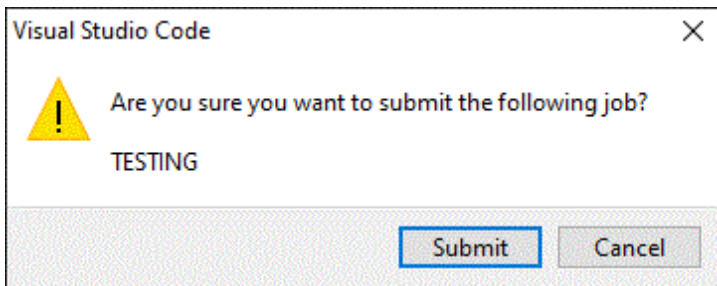 Visual Studio Code
Are you sure you want to submit the following job?
TESTING
Submit
Cancel